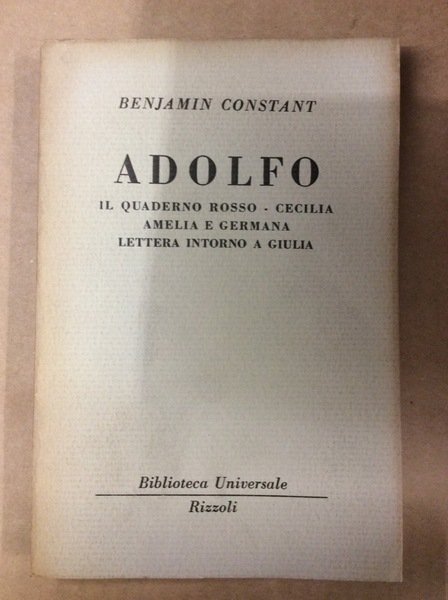 BENJAMIN CONSTANT
ADOLFO
IL QUADERNO ROSSO - CECILIA
AMELIA E GERMANA
LETTERA INTORNO A GIULIA
Biblioteca Universale
Rizzoli